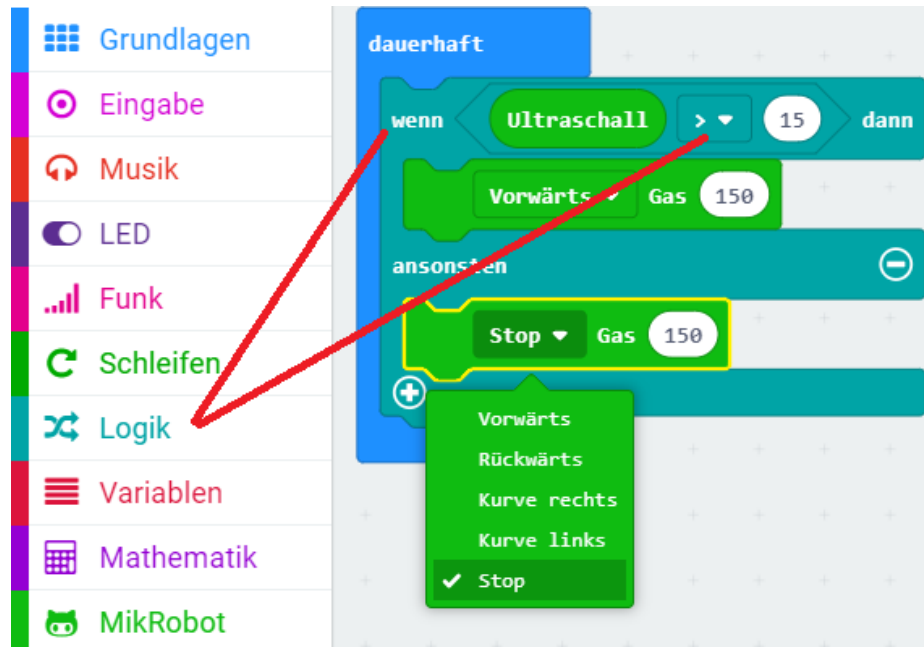 Grundlagen
Eingabe
Musik
LED
Funk
Schleifen
Logik
Variablen
Mathematik
MikRobot
dauerhaft
wenn Ultraschall > 15 dann
Vorwärts Gas 150
ansonsten
Stop Gas 150
Vorwärts
Rückwärts
Kurve rechts
Kurve links
Stop